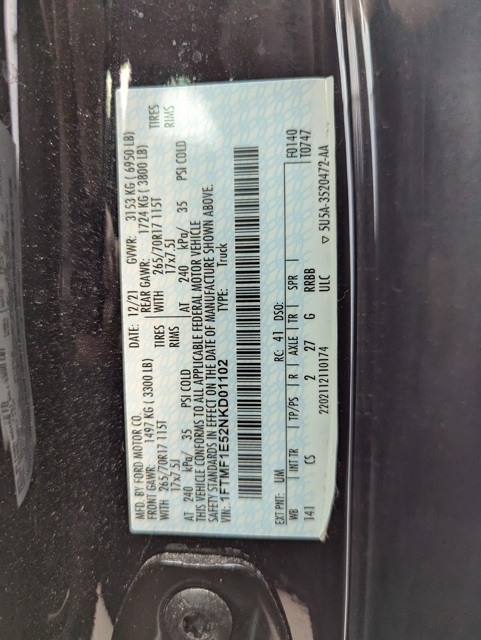 MFD. BY FORD MOTOR CO.
DATE: 12/21 GVWR: 3153 KG ( 6950 LB)
FRONT GAWR: 1497 KG ( 3300 LB) REAR GAWR: 1724 KG ( 3800 LB)
WITH 265/70R17 115T TIRES WITH 265/70R17 115T TIRES
17x7.5J RIMS 17x7.5J RIMS
AT 240 kPa/ 35 PSI COLD AT 240 kPa/ 35 PSI COLD
THIS VEHICLE CONFORMS TO ALL APPLICABLE FEDERAL MOTOR VEHICLE
SAFETY STANDARDS IN EFFECT ON THE DATE OF MANUFACTURE SHOWN ABOVE.
VIN: 1FTMF1E52NKD01102 TYPE: Truck
F0140
T0747
EXT PNT: UM RC: 41 DSO:
WB INT TR TP/PS R AXLE TR SPR
141 CS 2 27 G RRBB
2202112110174 ULC
▽ 5U5A-3520472-AA